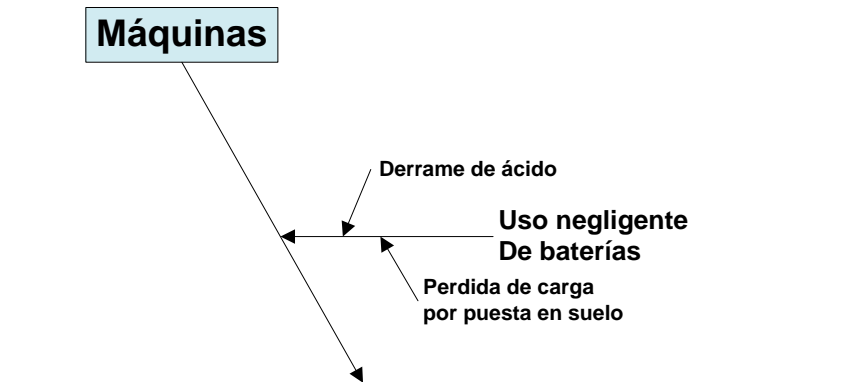 Máquinas
Derrame de ácido
Uso negligente
De baterías
Perdida de carga
por puesta en suelo